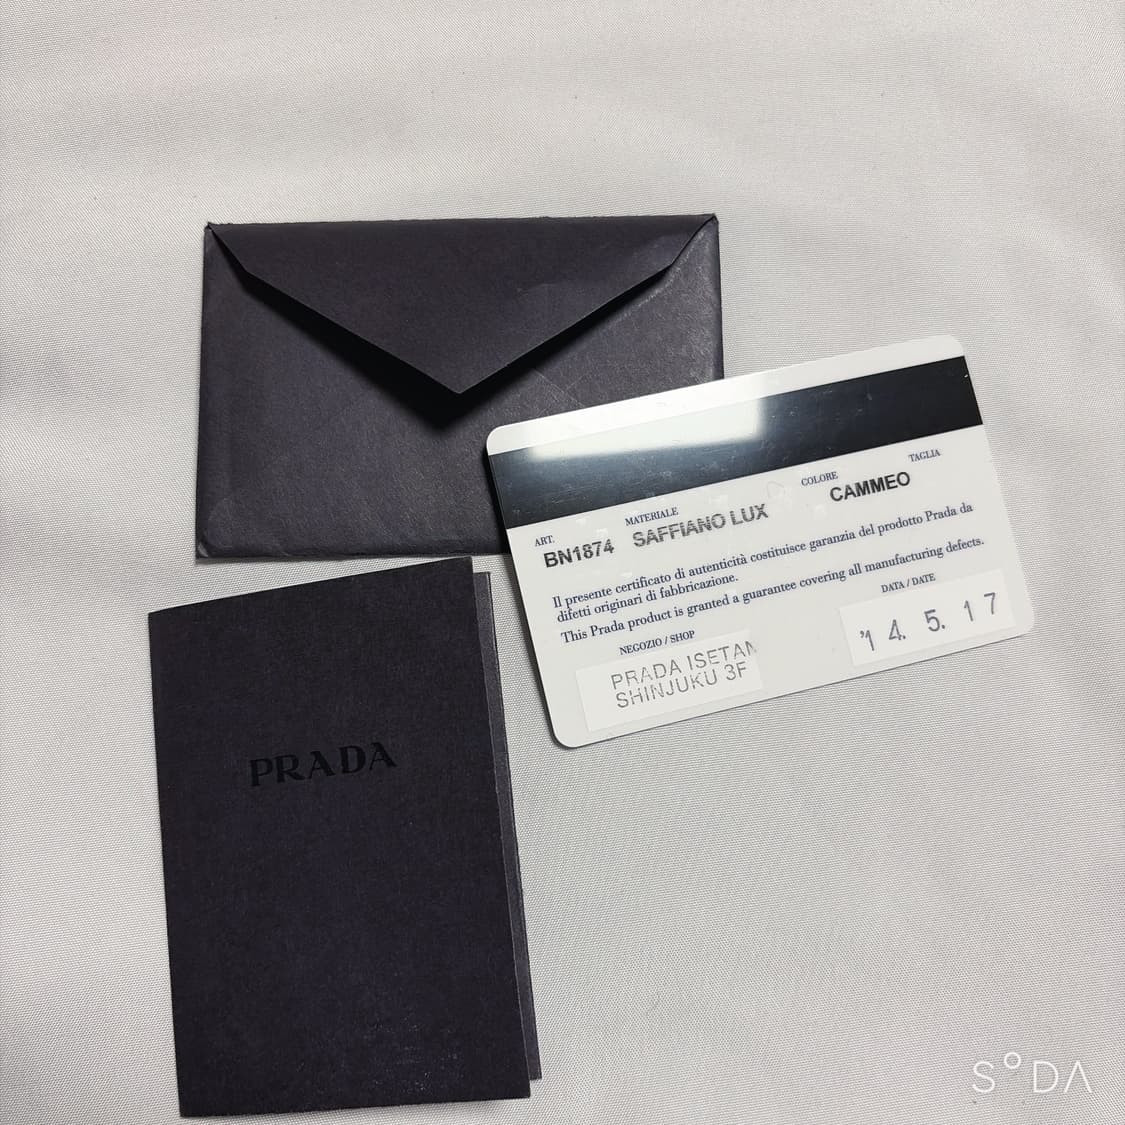 ART.
BN1874
MATERIALE
SAFFIANO LUX
COLORE
CAMMEO
TAGLIA
Il presente certificato di autenticità costituisce garanzia del prodotto Prada da
difetti originari di fabbricazione.
This Prada product is granted a guarantee covering all manufacturing defects.
NEGOZIO / SHOP
PRADA ISETAN
SHINJUKU 3F
DATA / DATE
'14. 5. 17
PRADA
SODA